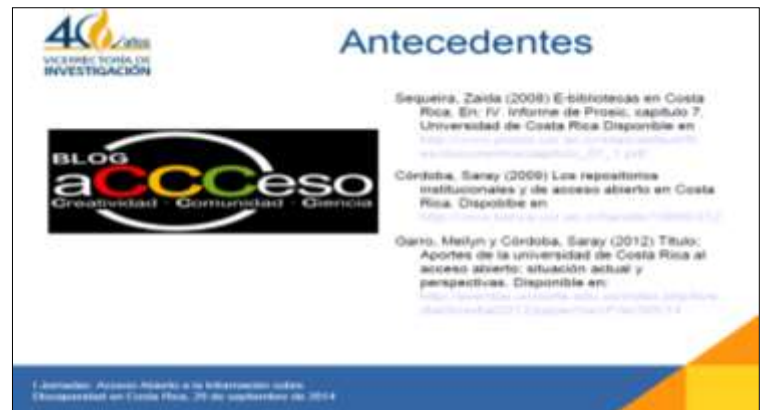 40 años
VICERRECTORÍA DE
INVESTIGACIÓN
Antecedentes
BLOG
aCCCeso
Creatividad · Comunidad · Ciencia
Sequeira, Zaida (2008) E-bibliotecas en Costa
Rica. En: IV. Informe de Prosic, capítulo 7.
Universidad de Costa Rica Disponible en
Córdoba, Saray (2009) Los repositorios
institucionales y de acceso abierto en Costa
Rica. Disponible en
Garro, Meilyn y Córdoba, Saray (2012) Título:
Aportes de la universidad de Costa Rica al
acceso abierto: situación actual y
perspectivas. Disponible en:
I Jornadas: Acceso Abierto a la Información sobre
Discapacidad en Costa Rica, 29 de septiembre de 2014